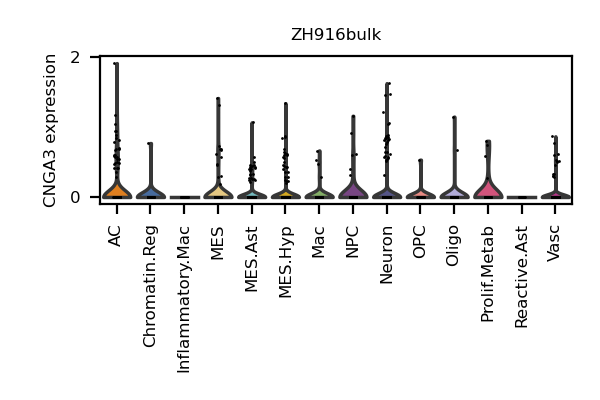 ZH916bulk
CNGA3 expression
2
0
AC
Chromatin.Reg
Inflammatory.Mac
MES
MES.Ast
MES.Hyp
Mac
NPC
Neuron
OPC
Oligo
Prolif.Metab
Reactive.Ast
Vasc